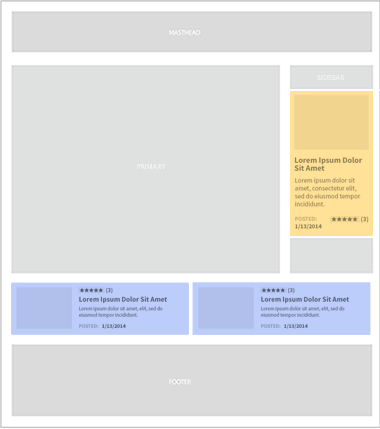 MASTHEAD
PRIMARY
SIDEBAR
Lorem Ipsum Dolor
Sit Amet
Lorem ipsum dolor sit
amet, consectetur elit,
sed do eiusmod tempor
incididunt.
POSTED:
1/13/2014
★★★★★ (3)
★★★★★ (3)
Lorem Ipsum Dolor Sit Amet
Lorem ipsum dolor sit amet, elit, sed do
eiusmod tempor incididunt.
POSTED: 1/13/2014
★★★★★ (3)
Lorem Ipsum Dolor Sit Amet
Lorem ipsum dolor sit amet, elit, sed do
eiusmod tempor incididunt.
POSTED: 1/13/2014
FOOTER